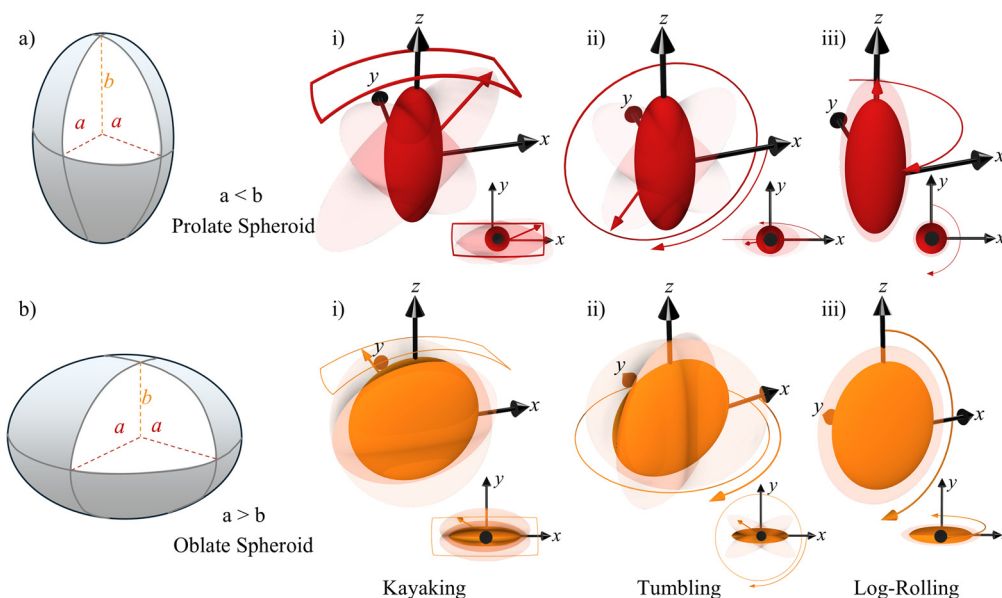 a)
b
a a
a < b
Prolate Spheroid
i)
z
y
x
y
x
ii)
z
y
x
y
x
iii)
z
y
x
y
x
b)
b
a a
a > b
Oblate Spheroid
i)
z
y
x
y
x
ii)
z
y
x
y
x
iii)
z
y
x
y
x
Kayaking Tumbling Log-Rolling